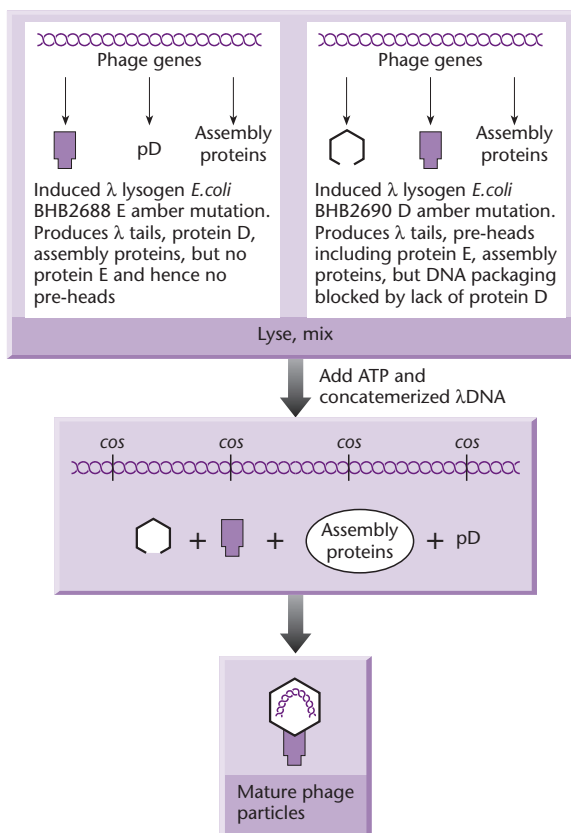 Phage genes
pD
Assembly
proteins
Induced λ lysogen E.coli
BHB2688 E amber mutation.
Produces λ tails, protein D,
assembly proteins, but no
protein E and hence no
pre-heads
Phage genes
Assembly
proteins
Induced λ lysogen E.coli
BHB2690 D amber mutation.
Produces λ tails, pre-heads
including protein E, assembly
proteins, but DNA packaging
blocked by lack of protein D
Lyse, mix
Add ATP and
concatemerized λDNA
cos cos cos cos
+ + Assembly
proteins + pD
Mature phage
particles